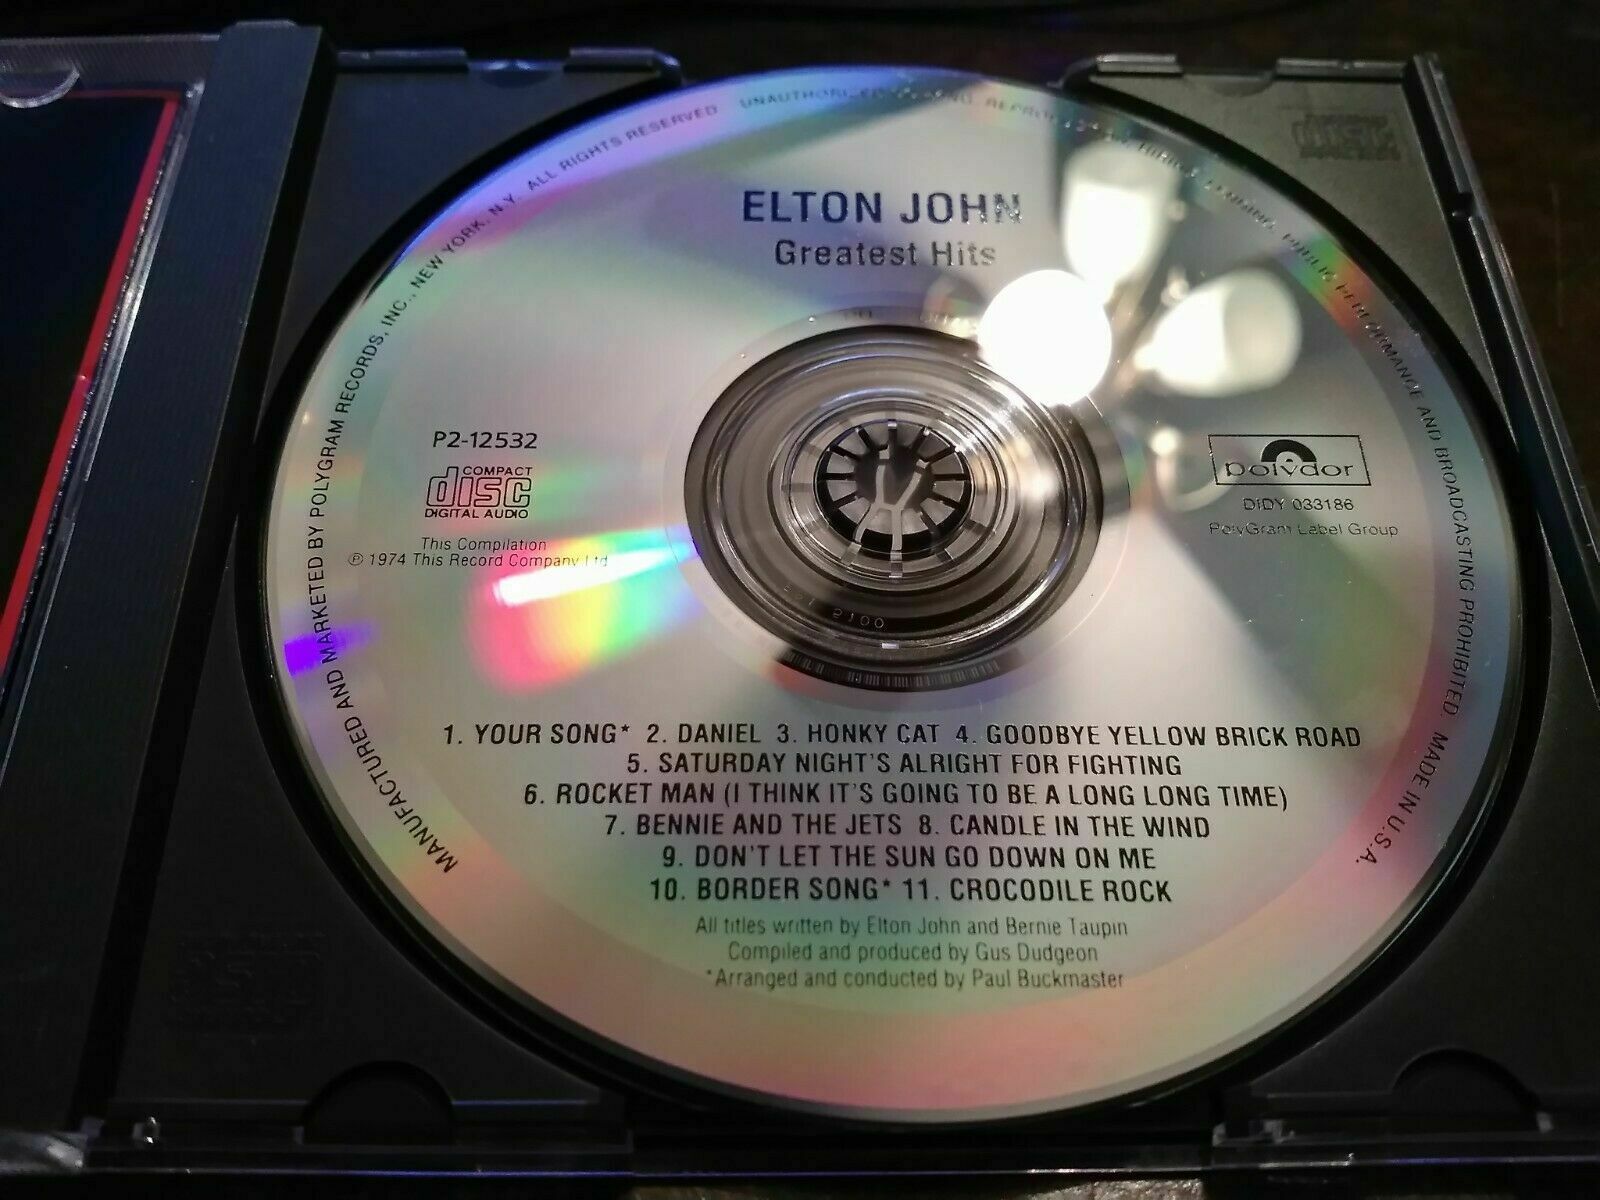 ELTON JOHN
Greatest Hits
P2-12532
COMPACT
disc
DIGITAL AUDIO
This Compilation
℗ 1974 This Record Company Ltd.
polydor
DIDY 033186
PolyGram Label Group
1. YOUR SONG* 2. DANIEL 3. HONKY CAT 4. GOODBYE YELLOW BRICK ROAD
5. SATURDAY NIGHT'S ALRIGHT FOR FIGHTING
6. ROCKET MAN (I THINK IT'S GOING TO BE A LONG LONG TIME)
7. BENNIE AND THE JETS 8. CANDLE IN THE WIND
9. DON'T LET THE SUN GO DOWN ON ME
10. BORDER SONG* 11. CROCODILE ROCK
All titles written by Elton John and Bernie Taupin
Compiled and produced by Gus Dudgeon
*Arranged and conducted by Paul Buckmaster
MANUFACTURED AND MARKETED BY POLYGRAM RECORDS, INC., NEW YORK, N.Y. ALL RIGHTS RESERVED UNAUTHORIZED HIRING, LENDING, PUBLIC PERFORMANCE AND BROADCASTING PROHIBITED. MADE IN U.S.A.